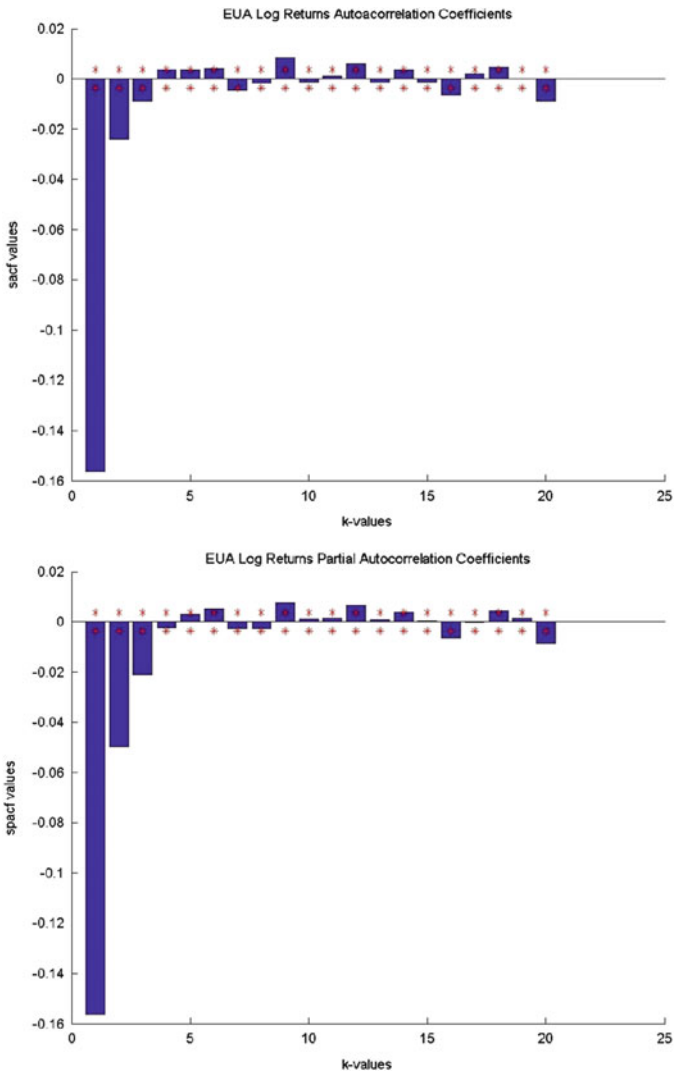 EUA Log Returns Autoacorrelation Coefficients
0.02
0
-0.02
-0.04
-0.06
-0.08
-0.1
-0.12
-0.14
-0.16
sacf values
0 5 10 15 20 25
k-values
EUA Log Returns Partial Autocorrelation Coefficients
0.02
0
-0.02
-0.04
-0.06
-0.08
-0.1
-0.12
-0.14
-0.16
spacf values
0 5 10 15 20 25
k-values